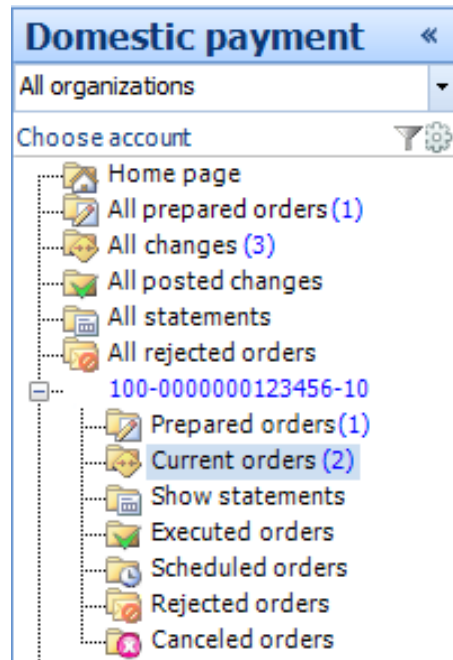 Domestic payment «
All organizations
Choose account
Home page
All prepared orders (1)
All changes (3)
All posted changes
All statements
All rejected orders
100-0000000123456-10
Prepared orders (1)
Current orders (2)
Show statements
Executed orders
Scheduled orders
Rejected orders
Canceled orders